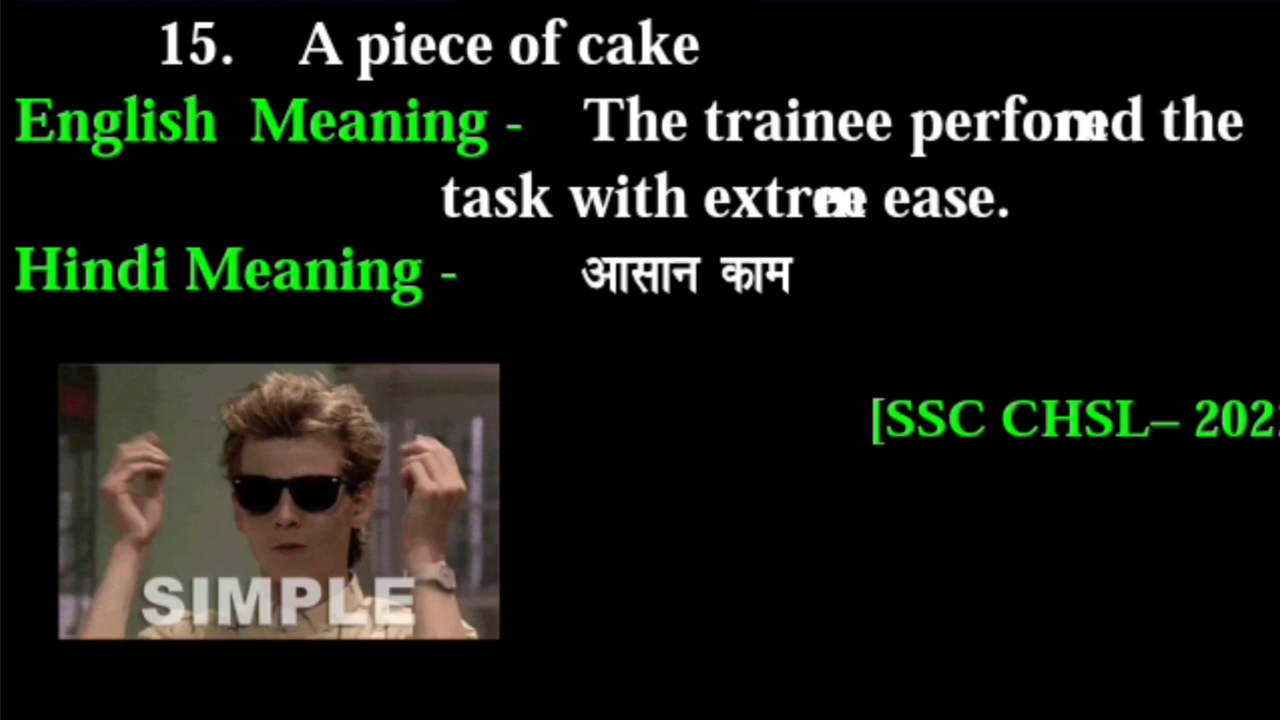 15. A piece of cake
English Meaning - The trainee performed the
task with extreme ease.
Hindi Meaning - आसान काम
[SSC CHSL– 202
SIMPLE